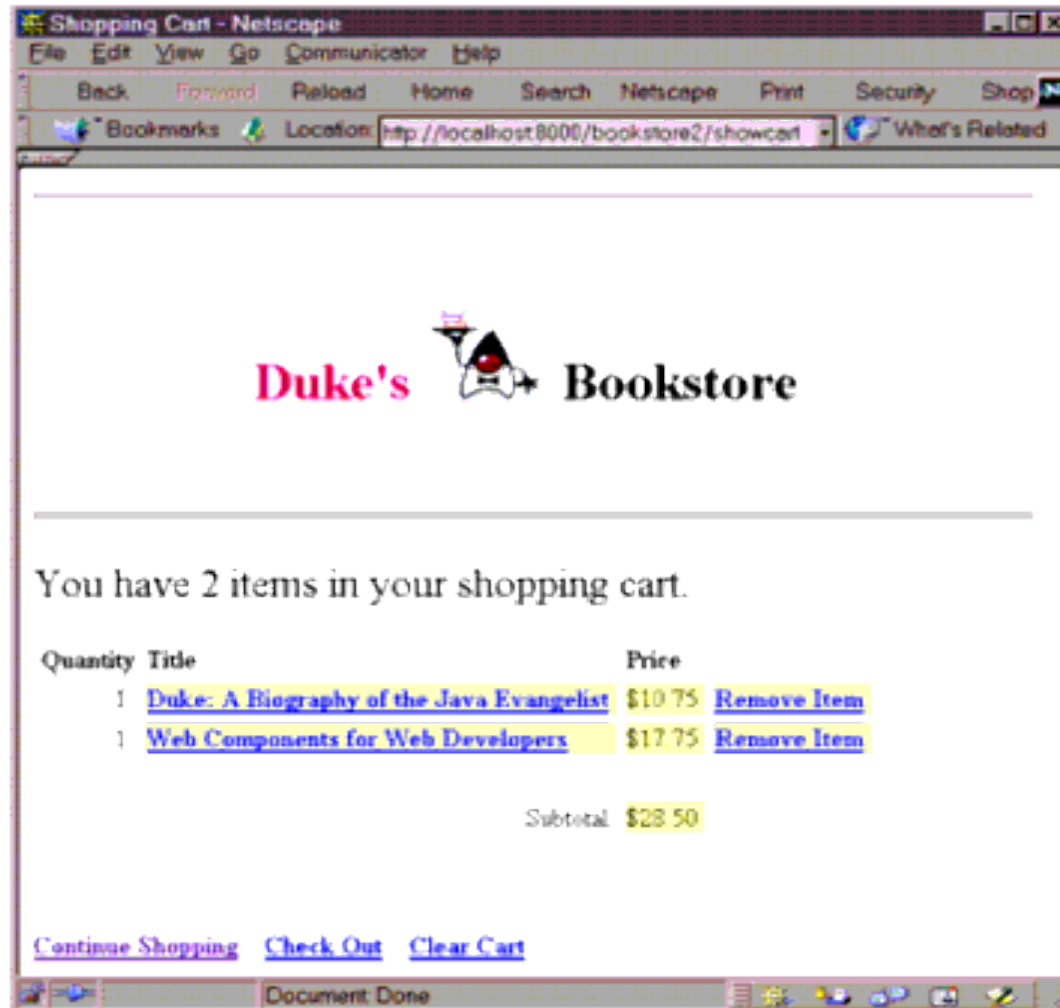 Shopping Cart - Netscape
File Edit View Go Communicator Help
Back Forward Reload Home Search Netscape Print Security Shop N
Bookmarks Location: http://localhost:8000/bookstore2/showcart What's Related
Duke's Bookstore
You have 2 items in your shopping cart.
Quantity Title Price
1 Duke: A Biography of the Java Evangelist $10.75 Remove Item
1 Web Components for Web Developers $17.75 Remove Item
Subtotal $28.50
Continue Shopping Check Out Clear Cart
Document: Done